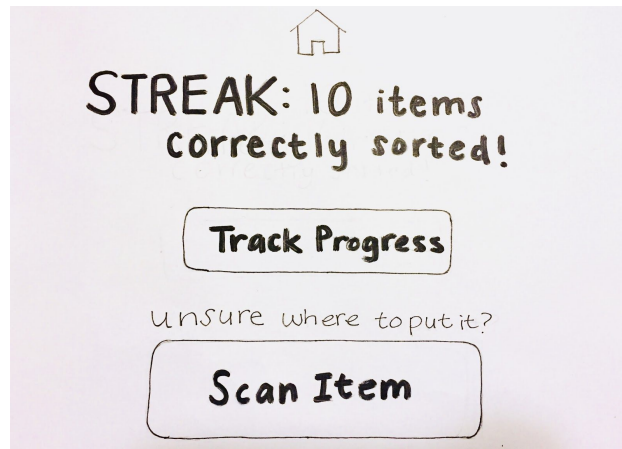 STREAK: 10 items
correctly sorted!
Track Progress
unsure where to put it?
Scan Item